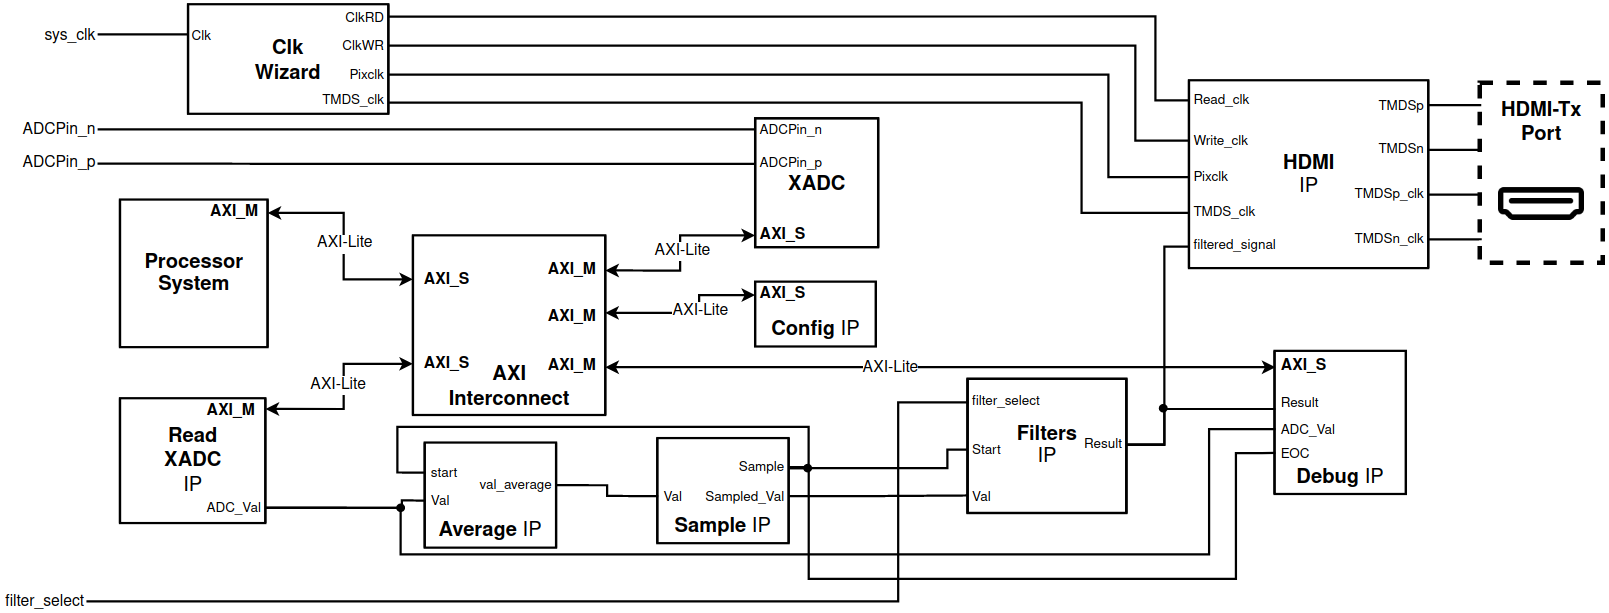 sys_clk
Clk
Clk
Wizard
ClkRD
ClkWR
Pixclk
TMDS_clk
ADCPin_n
ADCPin_p
ADCPin_n
ADCPin_p
XADC
AXI_S
Read_clk
Write_clk
Pixclk
TMDS_clk
filtered_signal
HDMI
IP
TMDSp
TMDSn
TMDSp_clk
TMDSn_clk
HDMI-Tx
Port
AXI_M
Processor
System
AXI-Lite
AXI_S
AXI_S
AXI_M
AXI_M
AXI_M
AXI
Interconnect
AXI-Lite
AXI-Lite
AXI_S
Config IP
AXI-Lite
AXI-Lite
AXI_M
Read
XADC
IP
ADC_Val
start
Val
val_average
Average IP
Val
Sample
Sampled_Val
Sample IP
filter_select
Start
Val
Filters
IP
Result
AXI_S
Result
ADC_Val
EOC
Debug IP
filter_select